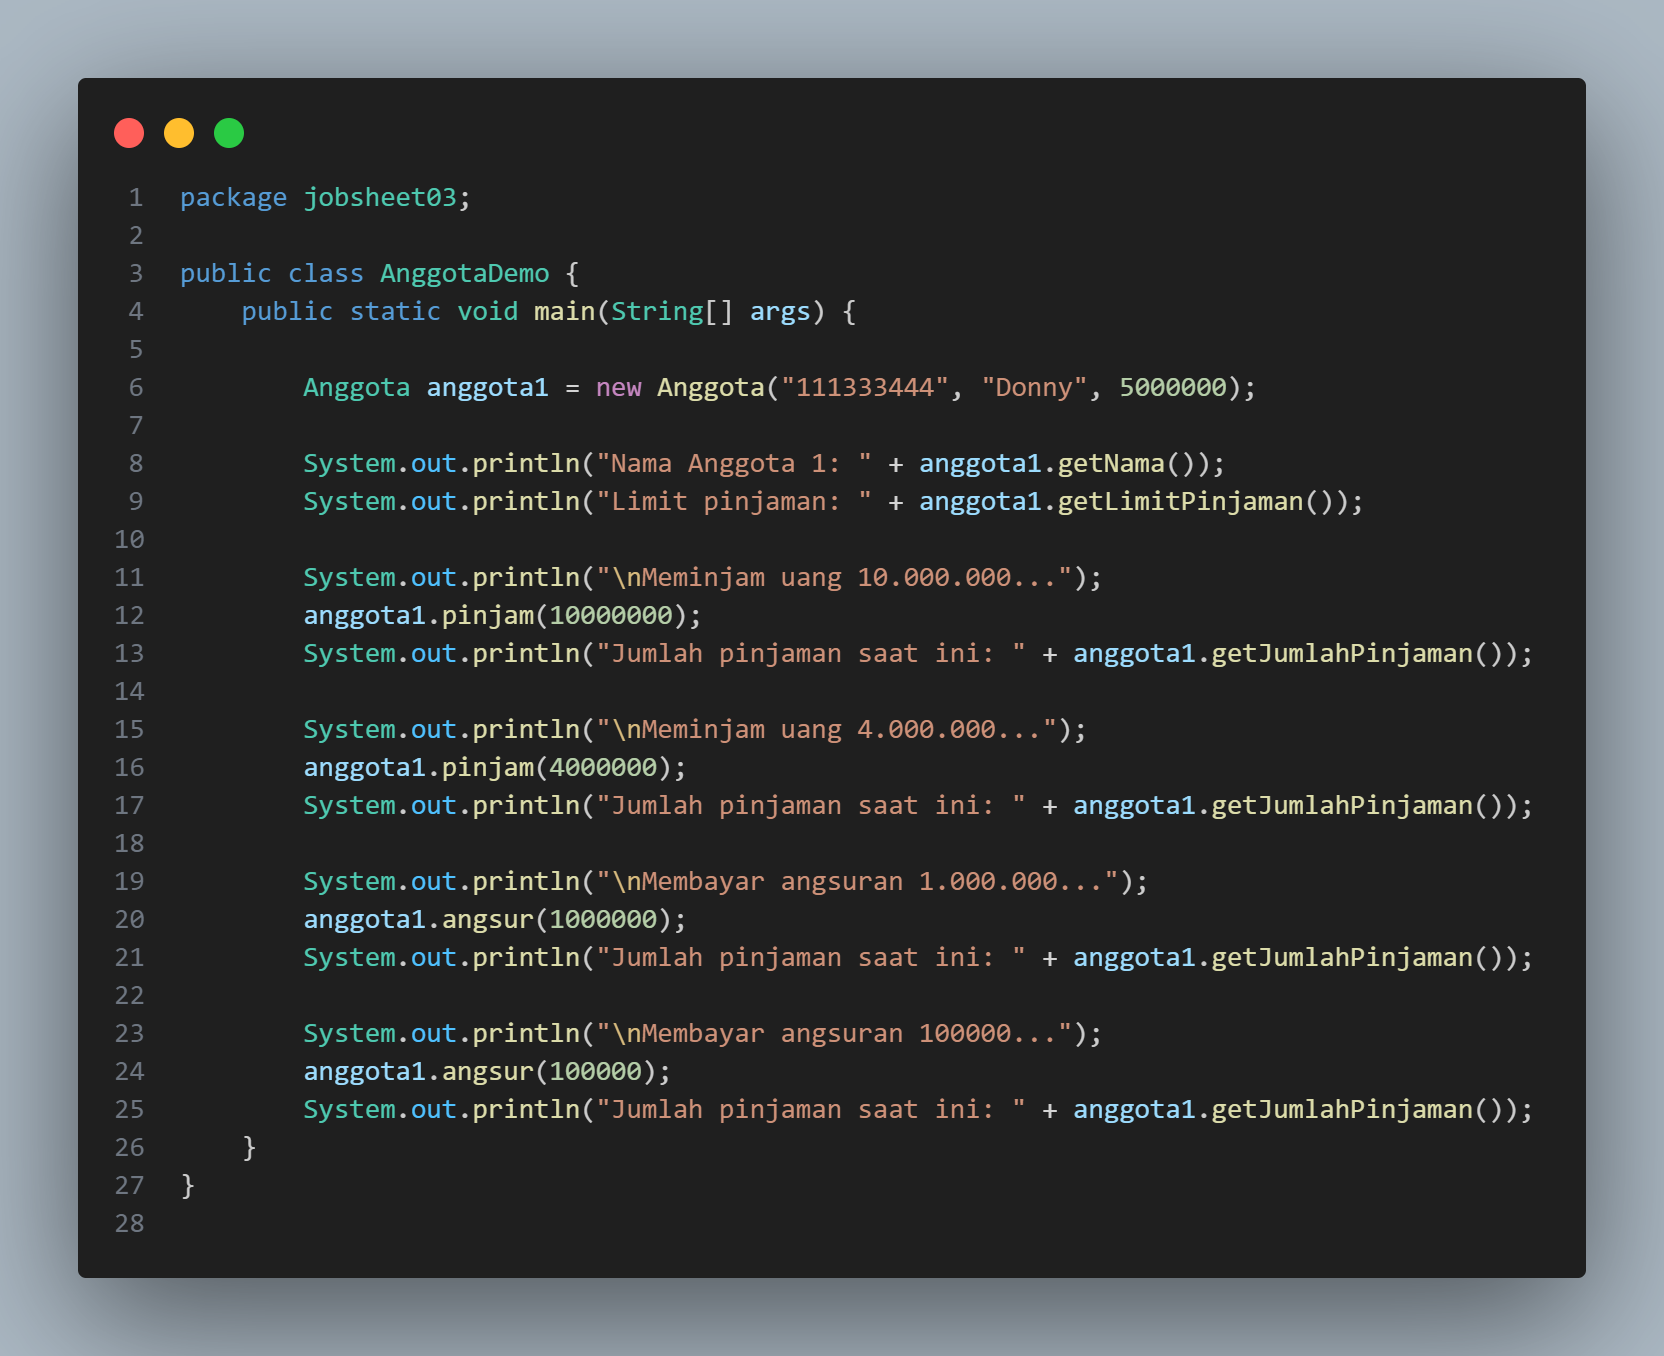 1 package jobsheet03;
2
3 public class AnggotaDemo {
4     public static void main(String[] args) {
5
6         Anggota anggota1 = new Anggota("111333444", "Donny", 5000000);
7
8         System.out.println("Nama Anggota 1: " + anggota1.getNama());
9         System.out.println("Limit pinjaman: " + anggota1.getLimitPinjaman());
10
11         System.out.println("\nMeminjam uang 10.000.000...");
12         anggota1.pinjam(10000000);
13         System.out.println("Jumlah pinjaman saat ini: " + anggota1.getJumlahPinjaman());
14
15         System.out.println("\nMeminjam uang 4.000.000...");
16         anggota1.pinjam(4000000);
17         System.out.println("Jumlah pinjaman saat ini: " + anggota1.getJumlahPinjaman());
18
19         System.out.println("\nMembayar angsuran 1.000.000...");
20         anggota1.angsur(1000000);
21         System.out.println("Jumlah pinjaman saat ini: " + anggota1.getJumlahPinjaman());
22
23         System.out.println("\nMembayar angsuran 100000...");
24         anggota1.angsur(100000);
25         System.out.println("Jumlah pinjaman saat ini: " + anggota1.getJumlahPinjaman());
26     }
27 }
28